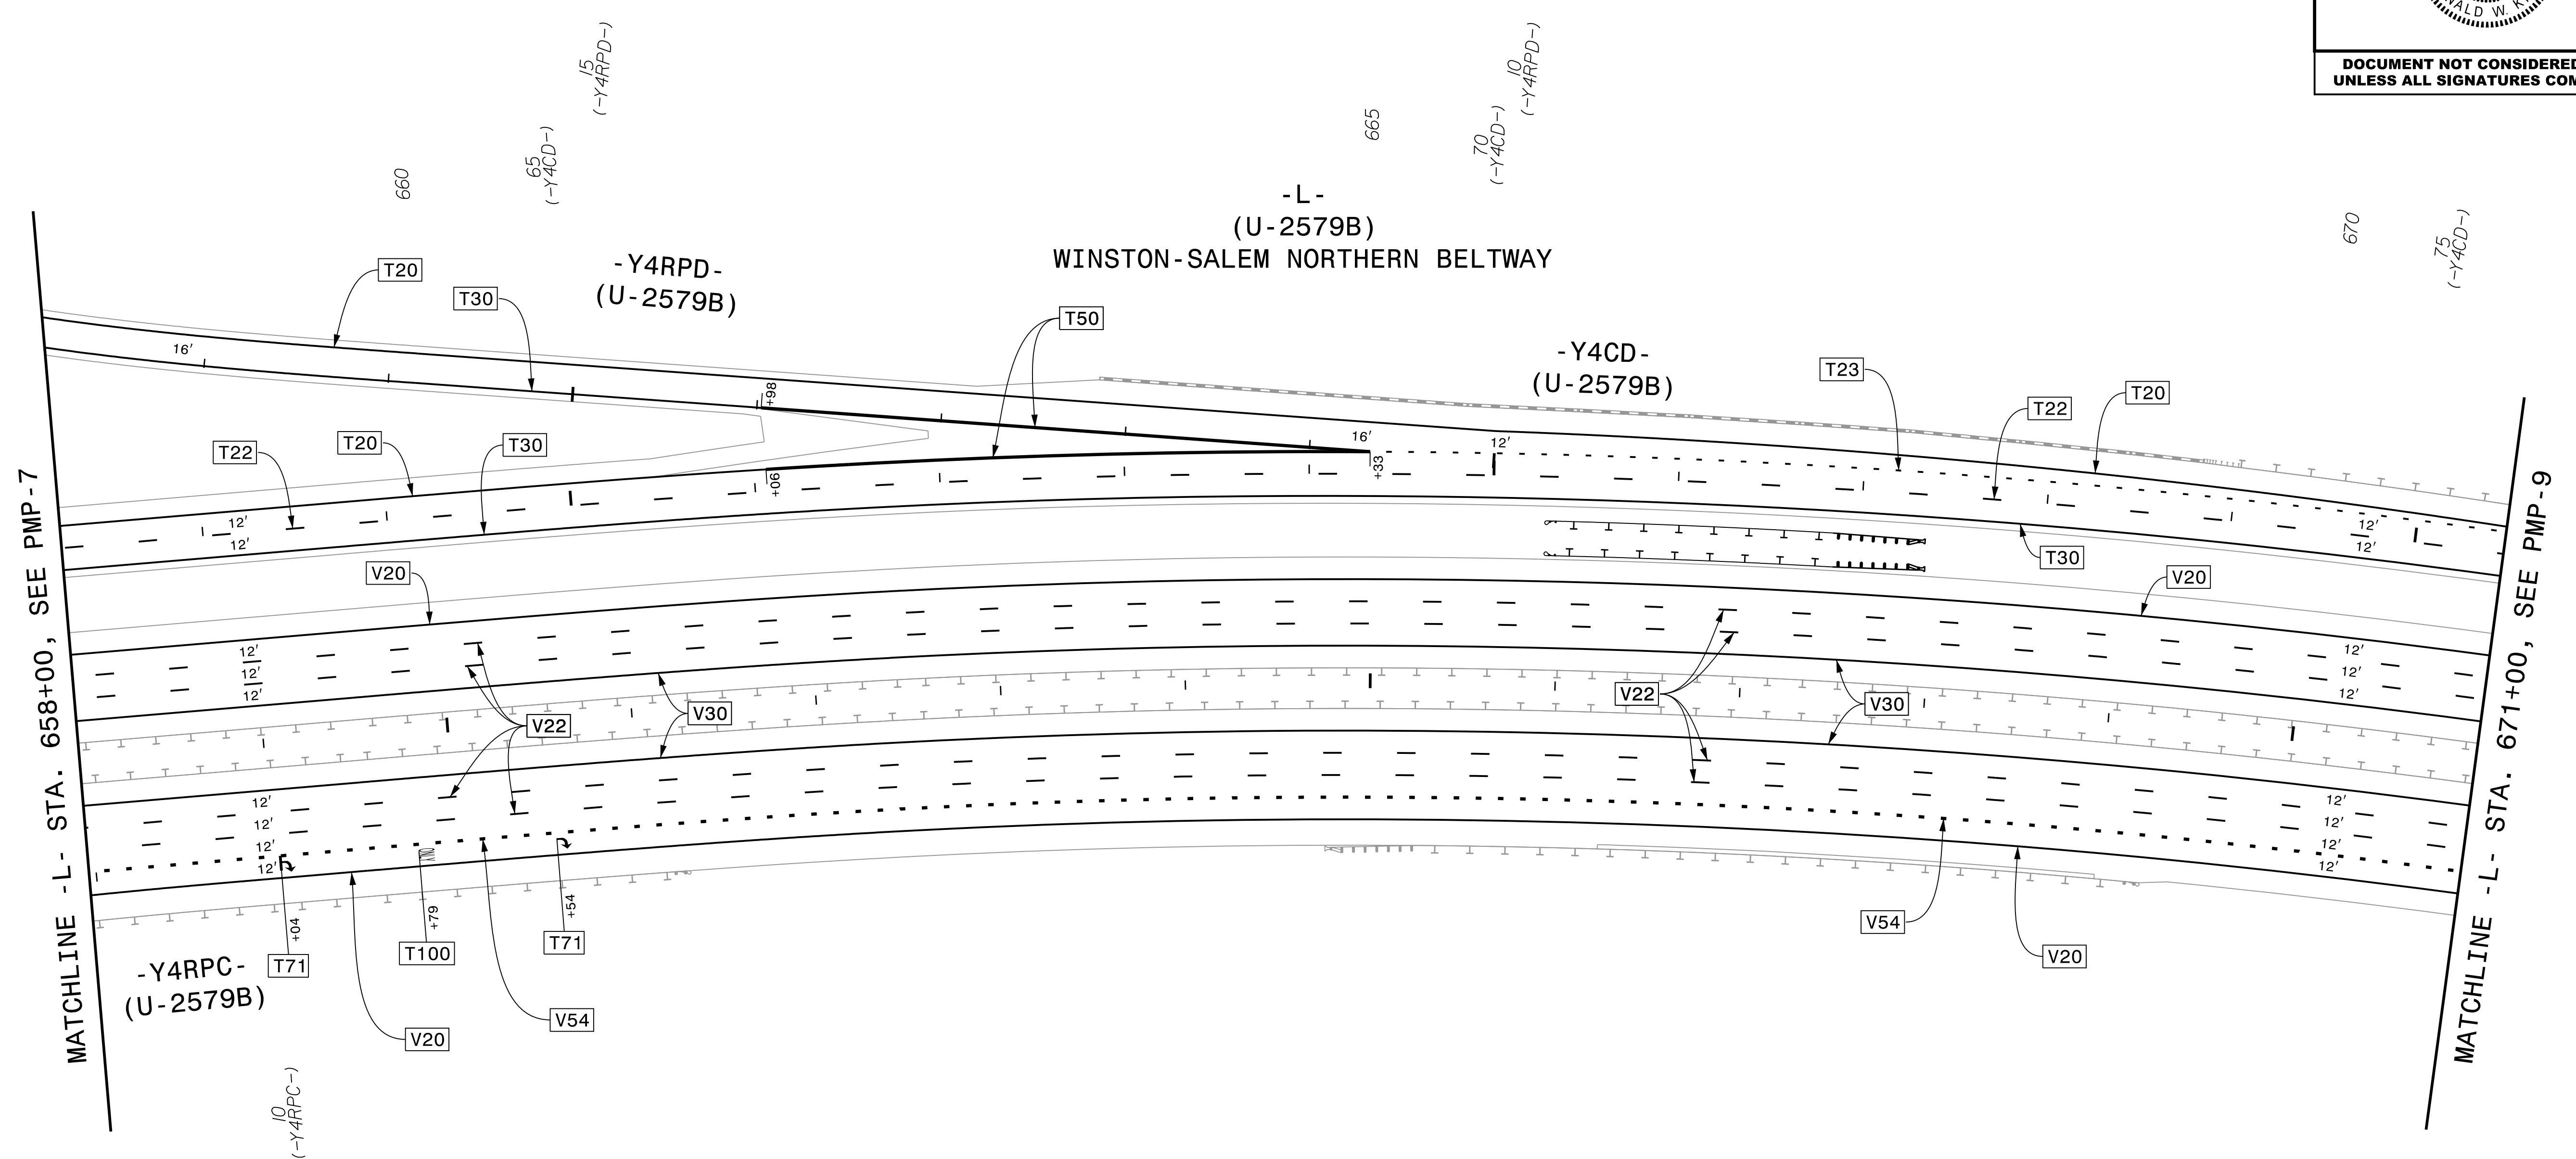 NALD W. K
DOCUMENT NOT CONSIDERED
UNLESS ALL SIGNATURES COM
15
(-Y4RPD-)
10
(-Y4RPD-)
65
(-Y4CD-)
660
665
70
(-Y4CD-)
670
75
(-Y4CD-)
-L-
(U-2579B)
WINSTON-SALEM NORTHERN BELTWAY
-Y4RPD-
(U-2579B)
T20
T30
T50
-Y4CD-
(U-2579B)
T23
T22
T20
16'
+98
16'
12'
+33
T22
T20
T30
+06
12'
12'
12'
12'
T30
V20
V20
12'
12'
12'
12'
12'
12'
V22
V30
V22
V30
12'
12'
12'
12'
12'
12'
12'
12'
ONLY
+04
+79
+54
T71
T100
T71
V54
V20
-Y4RPC-
(U-2579B)
V54
V20
10
(-Y4RPC-)
MATCHLINE -L- STA. 658+00, SEE PMP-7
MATCHLINE -L- STA. 671+00, SEE PMP-9